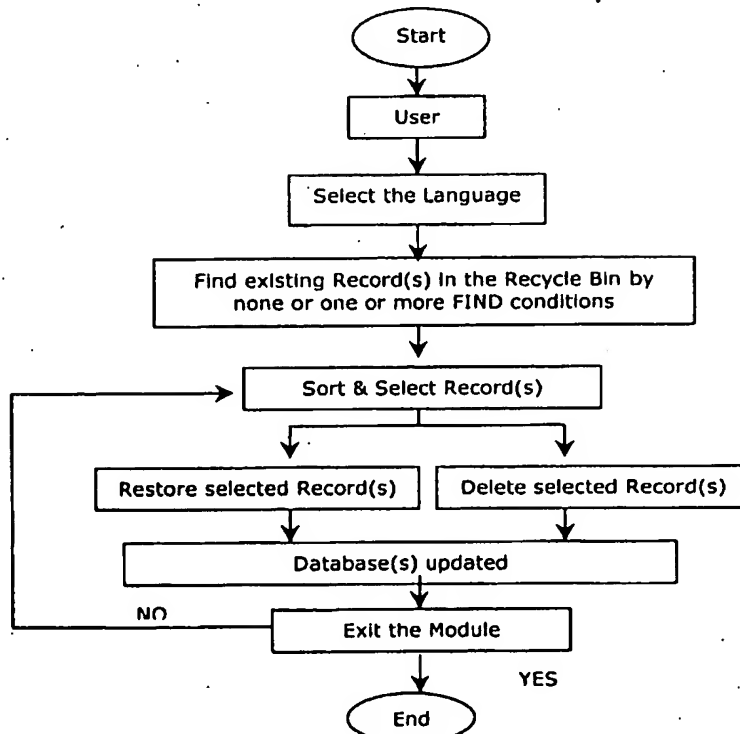 Start
User
Select the Language
Find existing Record(s) in the Recycle Bin by
none or one or more FIND conditions
Sort & Select Record(s)
Restore selected Record(s)
Delete selected Record(s)
Database(s) updated
NO
Exit the Module
YES
End